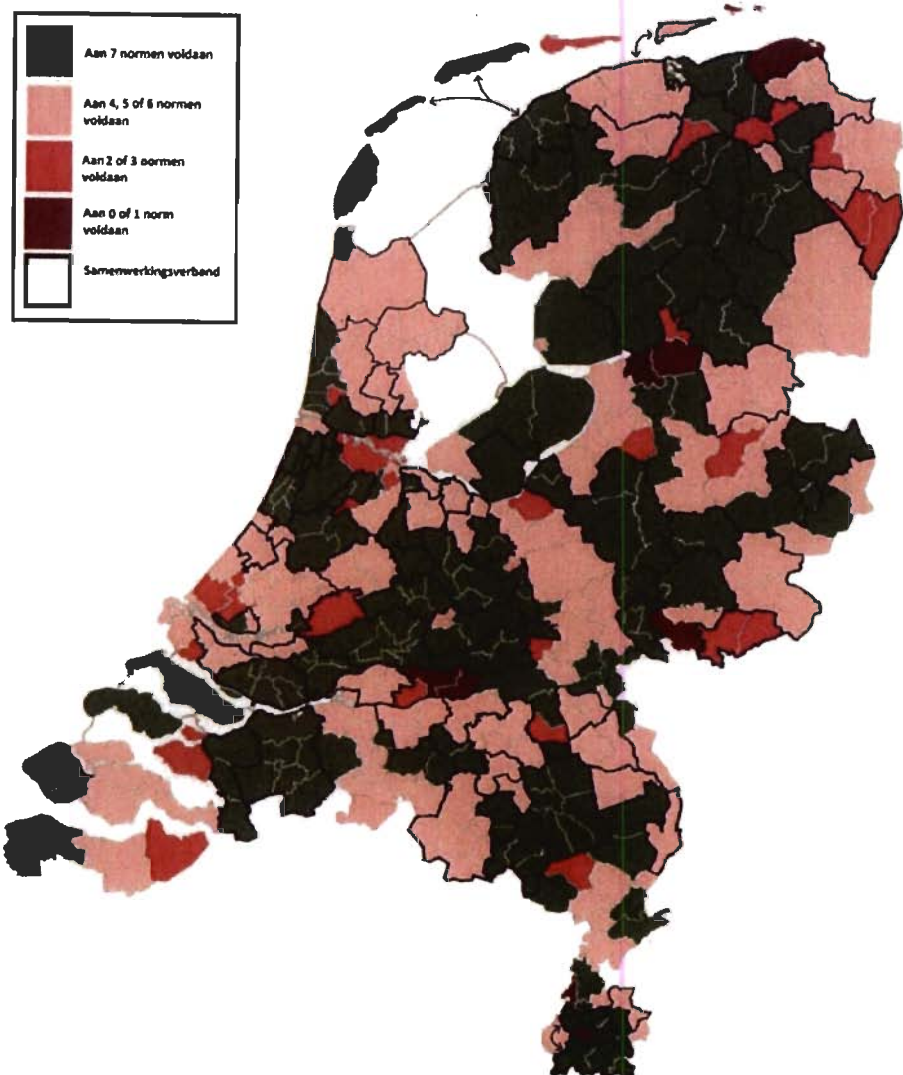 Aan 7 normen voldaan
Aan 4, 5 of 6 normen
voldaan
Aan 2 of 3 normen
voldaan
Aan 0 of 1 norm
voldaan
Samenwerkingsverband